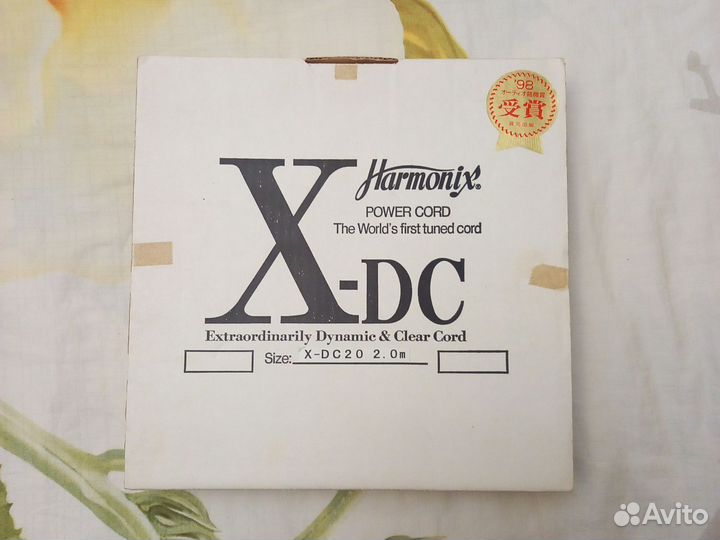 '98
受賞
Harmonix®
POWER CORD
The World's first tuned cord
X-DC
Extraordinarily Dynamic & Clear Cord
Size: X-DC20 2.0m
Avito